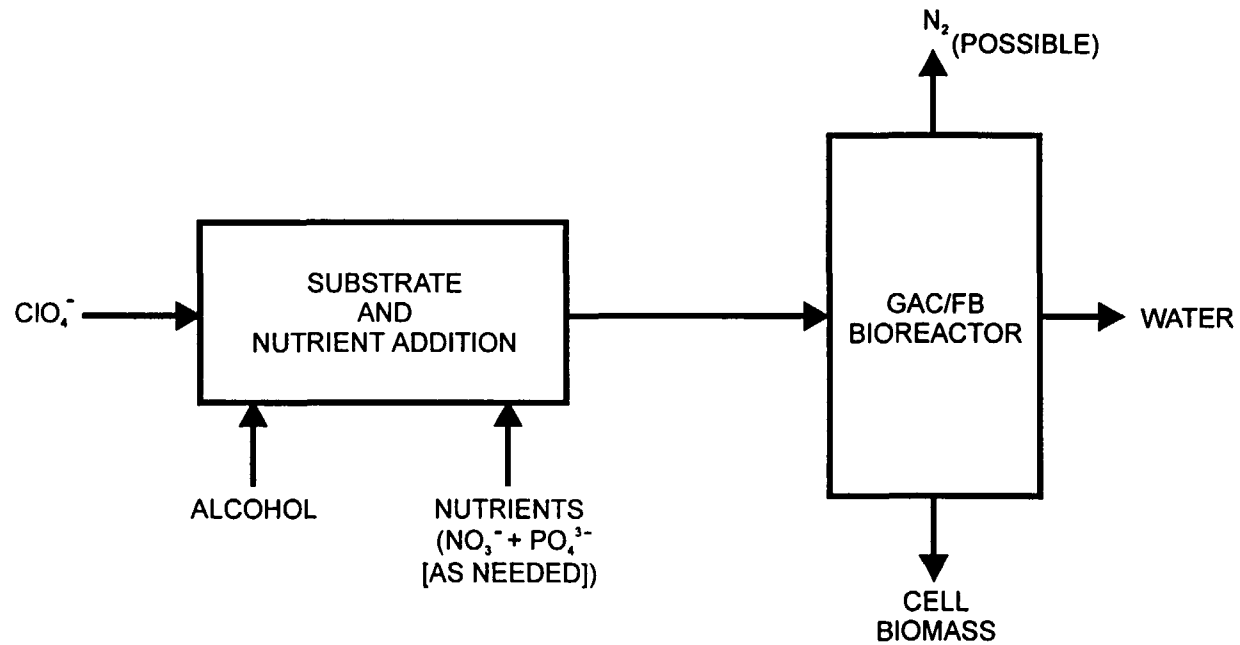 N₂
(POSSIBLE)
SUBSTRATE
AND
NUTRIENT ADDITION
ClO₄⁻
GAC/FB
BIOREACTOR
WATER
ALCOHOL
NUTRIENTS
(NO₃⁻ + PO₄³⁻
[AS NEEDED])
CELL
BIOMASS